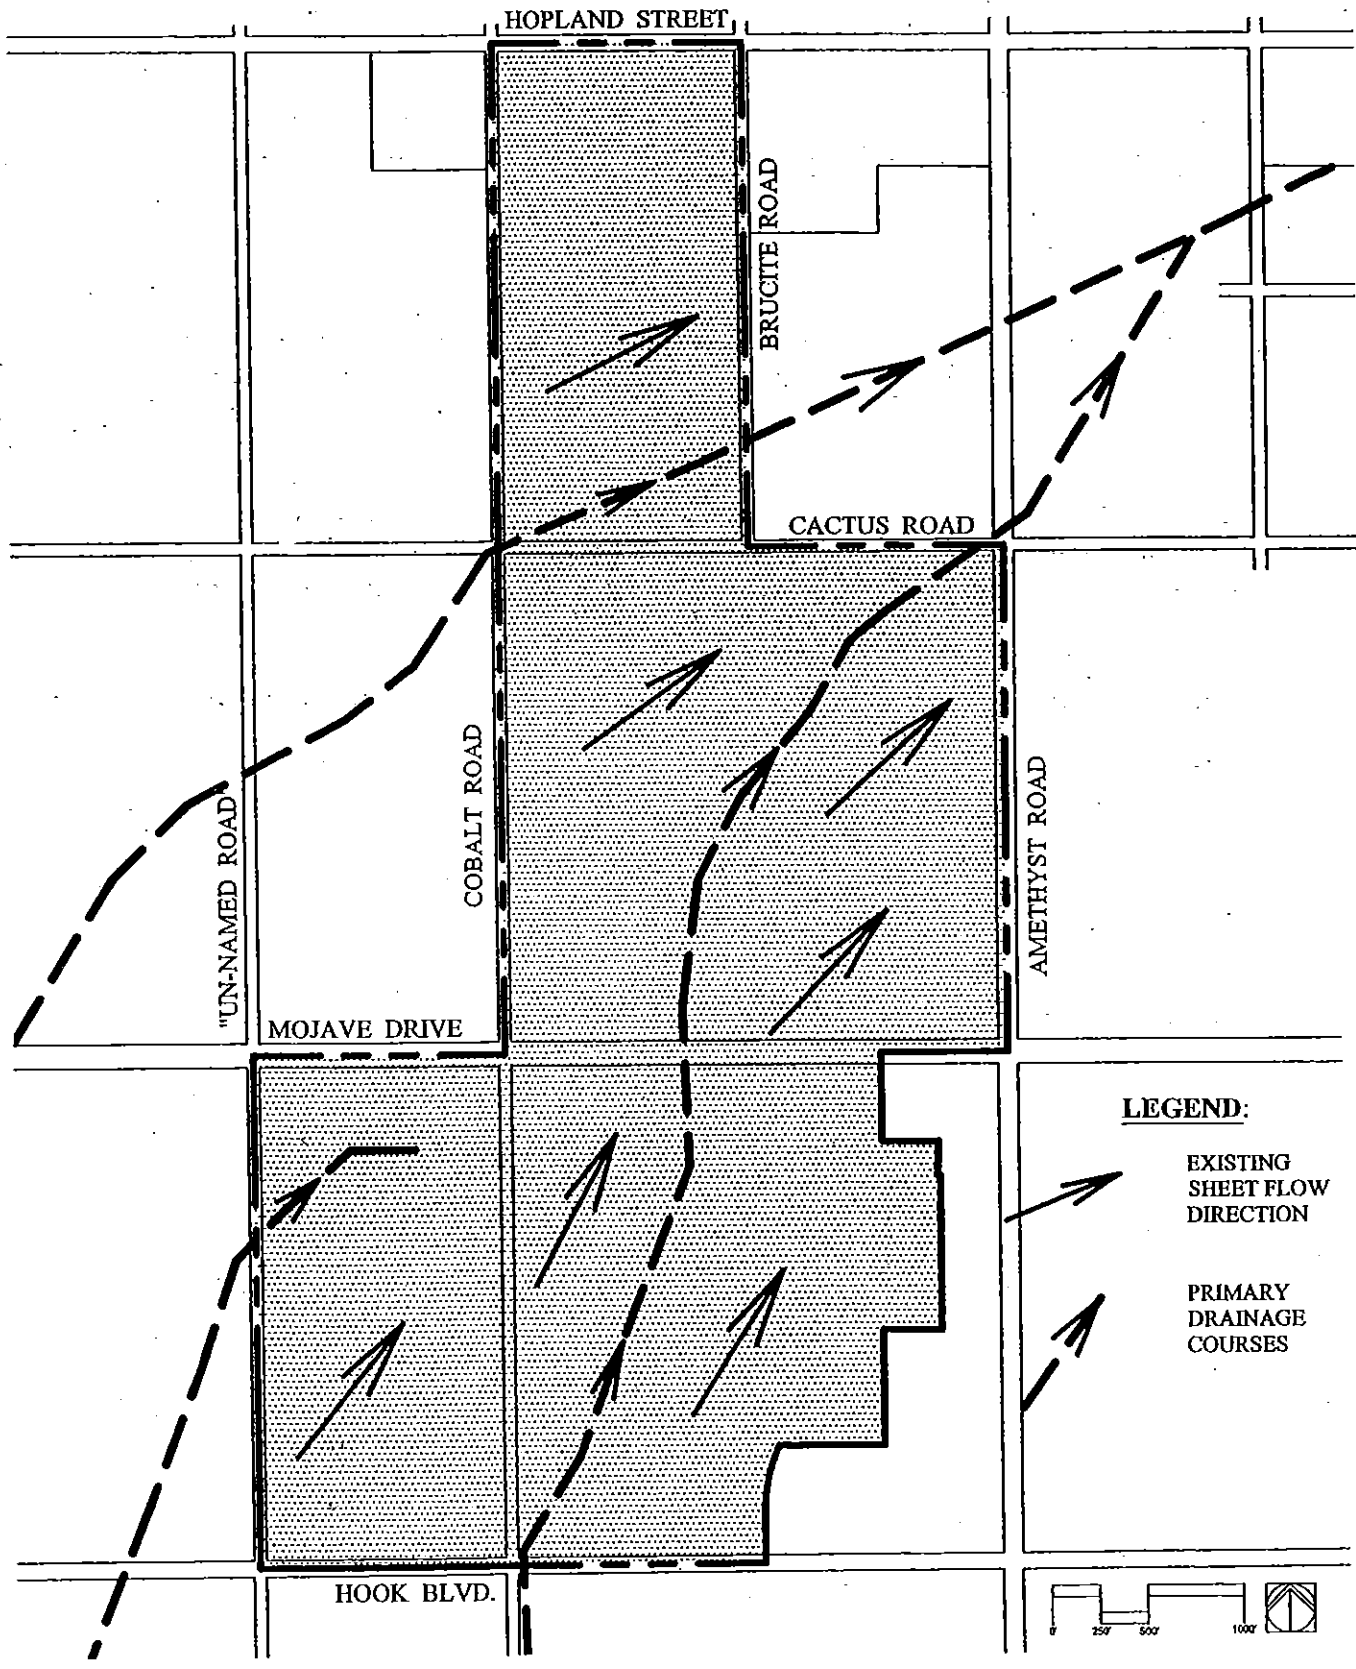 HOPLAND STREET
BRUCITE ROAD
CACTUS ROAD
COBALT ROAD
"UN-NAMED ROAD"
AMETHYST ROAD
MOJAVE DRIVE
LEGEND:
EXISTING
SHEET FLOW
DIRECTION
PRIMARY
DRAINAGE
COURSES
HOOK BLVD.
0' 250' 500' 1000'